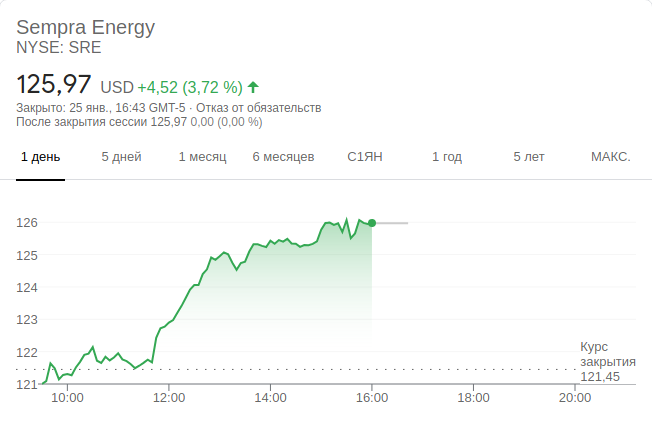 Sempra Energy
NYSE: SRE
125,97 USD +4,52 (3,72 %)
Закрыто: 25 янв., 16:43 GMT-5 · Отказ от обязательств
После закрытия сессии 125,97 0,00 (0,00 %)
1 день 5 дней 1 месяц 6 месяцев С1ЯН 1 год 5 лет МАКС.
126
125
124
123
122
121
Курс
закрытия
121,45
10:00 12:00 14:00 16:00 18:00 20:00